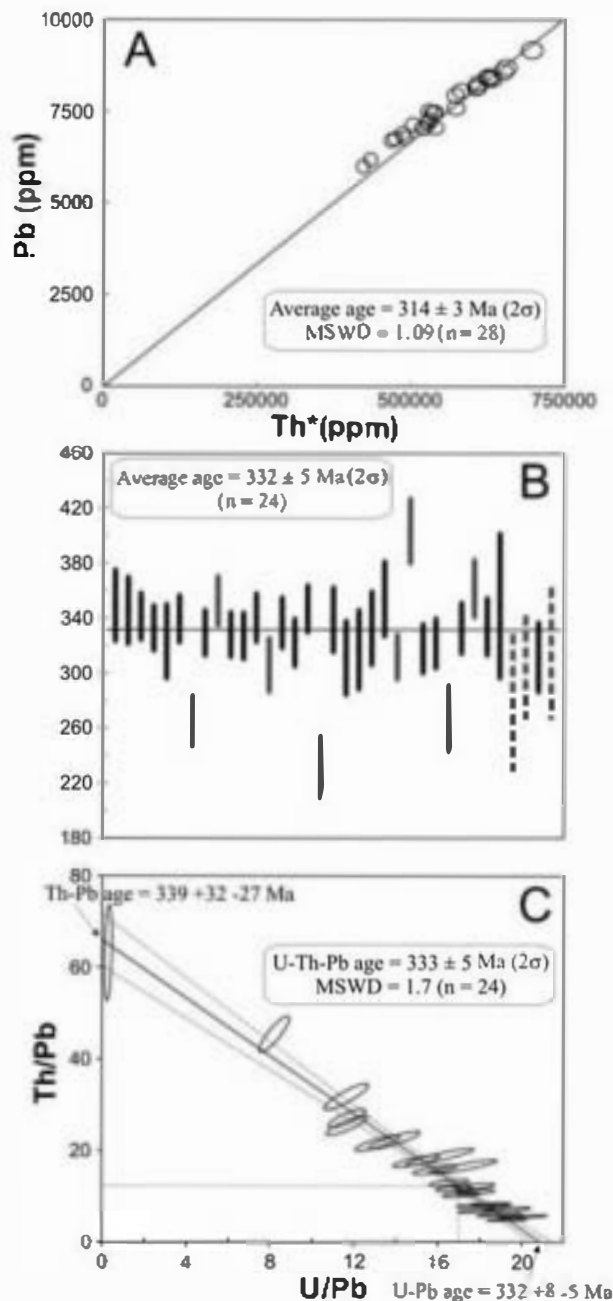 A
10000
7500
5000
2500
0
Pb (ppm)
Average age = 314 ± 3 Ma (2σ)
MSWD = 1.09 (n = 28)
0
250000
500000
750000
Th*(ppm)
B
460
420
380
340
300
260
220
180
Average age = 332 ± 5 Ma (2σ)
(n = 24)
C
80
60
40
20
0
Th/Pb
Th-Pb age = 339 +32 -27 Ma
U-Th-Pb age = 333 ± 5 Ma (2σ)
MSWD = 1.7 (n = 24)
0
4
8
12
16
20
U/Pb
U-Pb age = 332 +8 -5 Ma